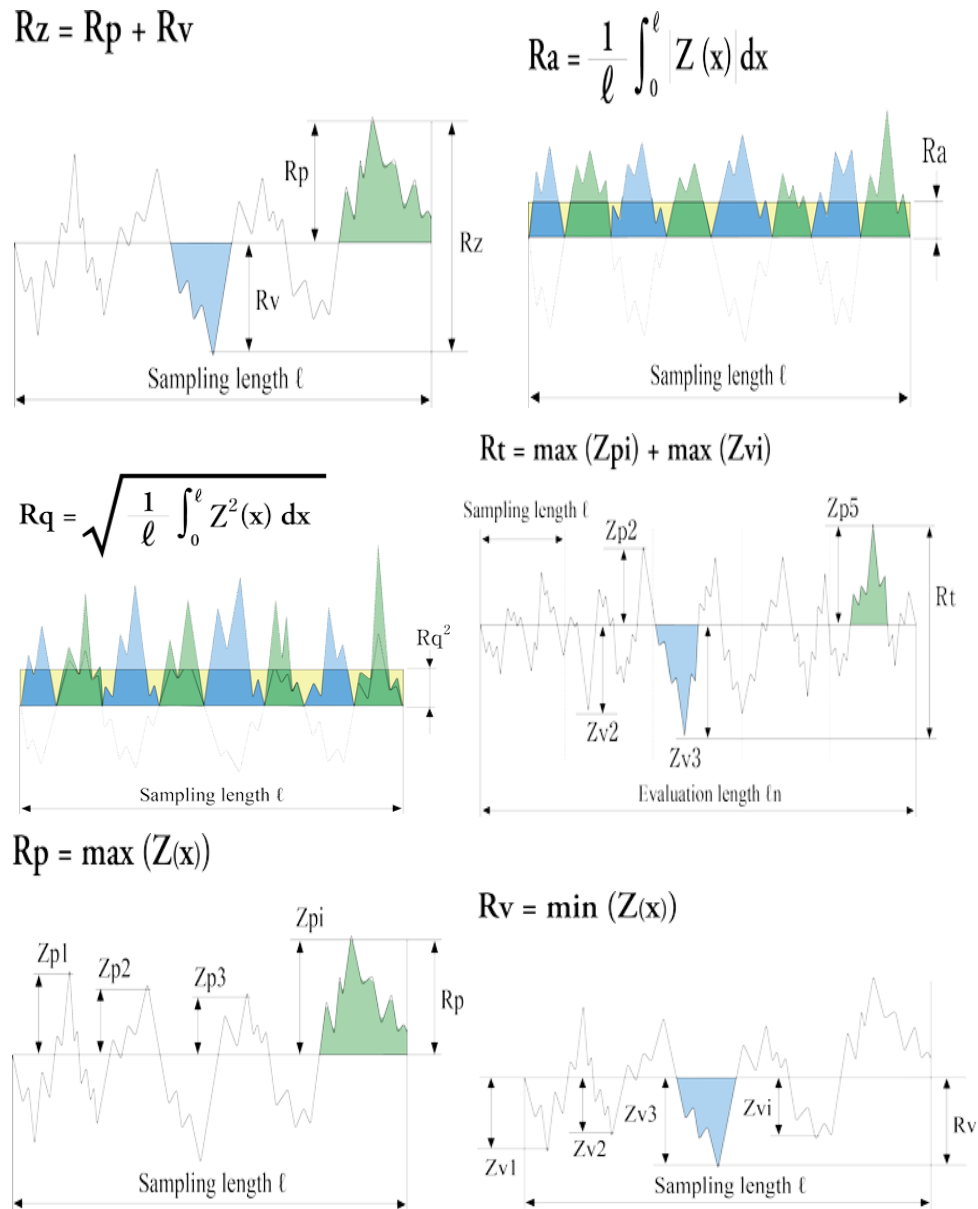 Rz = Rp + Rv
Rp
Rz
Rv
Sampling length ℓ
Ra = 1/ℓ ∫₀^ℓ |Z (x)| dx
Ra
Sampling length ℓ
Rq = √(1/ℓ ∫₀^ℓ Z²(x) dx)
Rq²
Sampling length ℓ
Rt = max (Zpi) + max (Zvi)
Sampling length ℓ
Zp2
Zp5
Rt
Zv2
Zv3
Evaluation length ℓn
Rp = max (Z(x))
Zpi
Zp1
Zp2
Zp3
Rp
Sampling length ℓ
Rv = min (Z(x))
Zv3
Zvi
Rv
Zv2
Zv1
Sampling length ℓ